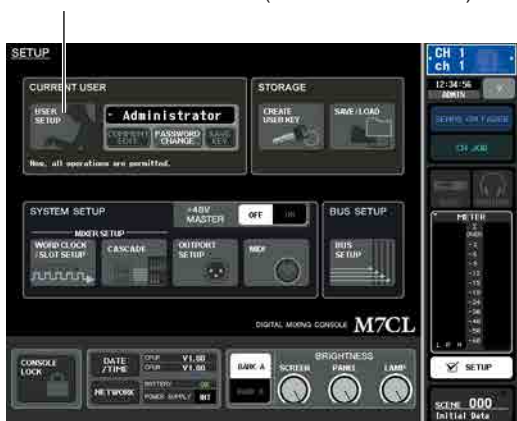 SETUP
CURRENT USER
USER SETUP
Administrator
COMMENT EDIT
PASSWORD CHANGE
SAVE KEY
Now, all operations are permitted.
STORAGE
CREATE USER KEY
SAVE/LOAD
SYSTEM SETUP
+48V MASTER
OFF
ON
MIXER SETUP
WORD CLOCK /SLOT SETUP
CASCADE
OUTPORT SETUP
MIDI
BUS SETUP
BUS SETUP
DIGITAL MIXING CONSOLE M7CL
CONSOLE LOCK
DATE /TIME
V1.00
V1.00
NETWORK
BATTERY OK
POWER SUPPLY INT
BANK A
BANK B
BRIGHTNESS
SCREEN
PANEL
LAMP
CH 1
ch 1
12:34:56
ADMIN
?
SENDS ON FADER
CH JOB
METER
Σ
OVER
L R M
SETUP
SCENE 000
Initial Data